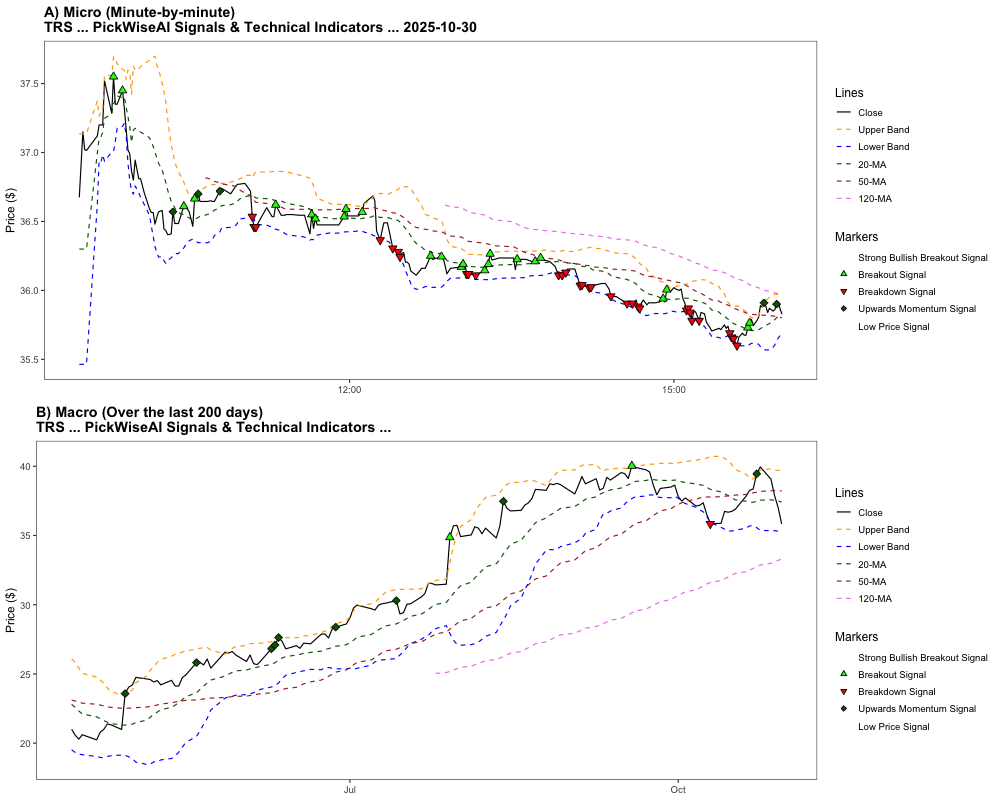 A) Micro (Minute-by-minute)
TRS ... PickWiseAI Signals & Technical Indicators ... 2025-10-30
Price ($)
37.5
37.0
36.5
36.0
35.5
12:00
15:00
Lines
Close
Upper Band
Lower Band
20-MA
50-MA
120-MA
Markers
Strong Bullish Breakout Signal
Breakout Signal
Breakdown Signal
Upwards Momentum Signal
Low Price Signal
B) Macro (Over the last 200 days)
TRS ... PickWiseAI Signals & Technical Indicators ...
Price ($)
40
35
30
25
20
Jul
Oct
Lines
Close
Upper Band
Lower Band
20-MA
50-MA
120-MA
Markers
Strong Bullish Breakout Signal
Breakout Signal
Breakdown Signal
Upwards Momentum Signal
Low Price Signal